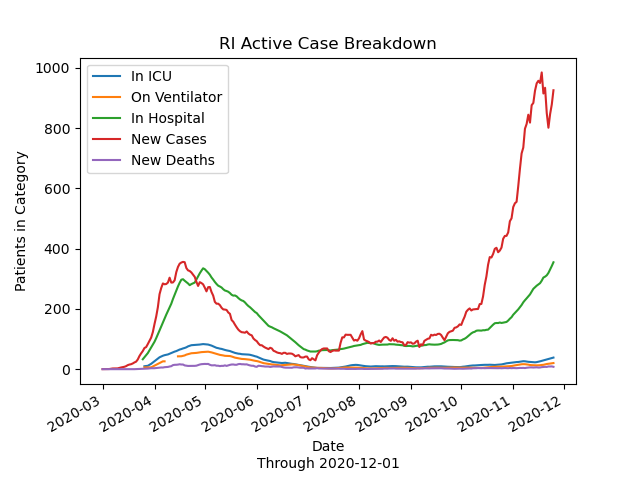 RI Active Case Breakdown
In ICU
On Ventilator
In Hospital
New Cases
New Deaths
Patients in Category
1000
800
600
400
200
0
2020-03
2020-04
2020-05
2020-06
2020-07
2020-08
2020-09
2020-10
2020-11
2020-12
Date
Through 2020-12-01